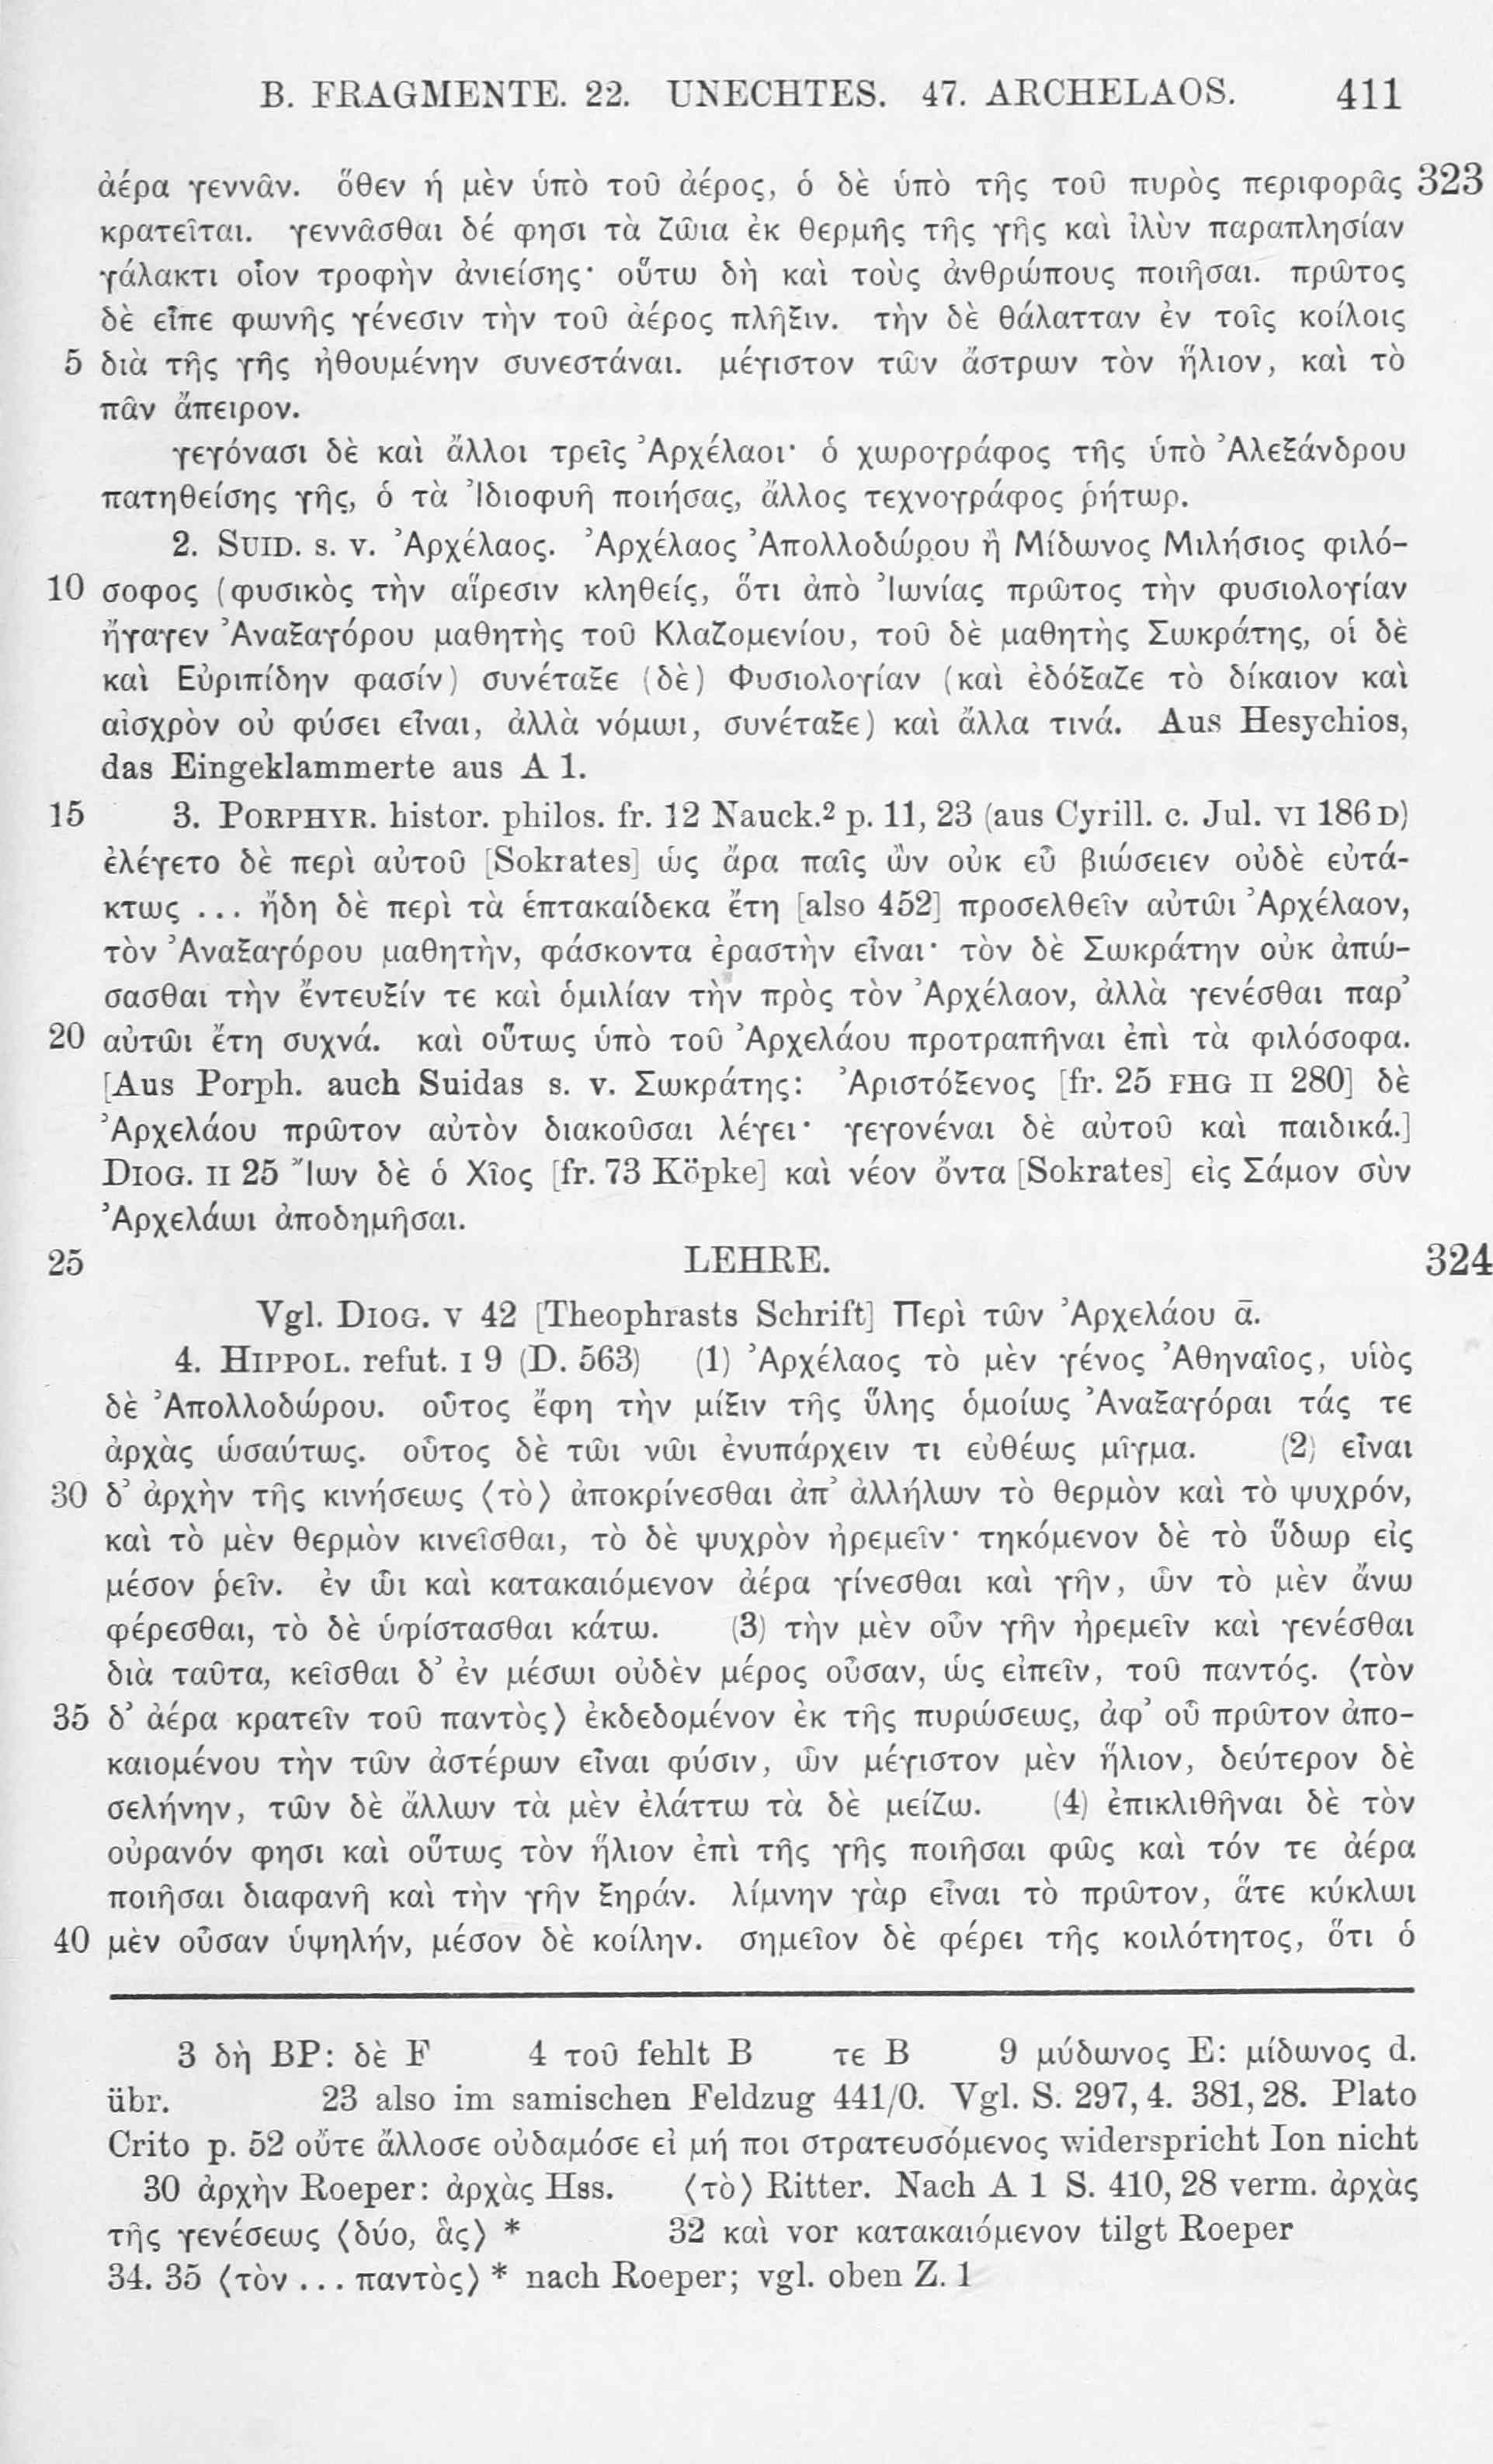 B. FRAGMENTE. 22. UNECHTES. 47. ARCHELAOS. 411
ἀέρα γεννᾶν. ὅθεν ἡ μὲν ὑπὸ τοῦ ἀέρος, ὁ δὲ ὑπὸ τῆς τοῦ πυρὸς περιφορᾶς 323
κρατεῖται. γεννᾶσθαι δέ φησι τὰ ζῶια ἐκ θερμῆς τῆς γῆς καὶ ἰλὺν παραπλησίαν
γάλακτι οἷον τροφὴν ἀνιείσης· οὕτω δὴ καὶ τοὺς ἀνθρώπους ποιῆσαι. πρῶτος
δὲ εἶπε φωνῆς γένεσιν τὴν τοῦ ἀέρος πλῆξιν. τὴν δὲ θάλατταν ἐν τοῖς κοίλοις
5 διὰ τῆς γῆς ἠθουμένην συνεστάναι. μέγιστον τῶν ἄστρων τὸν ἥλιον, καὶ τὸ
πᾶν ἄπειρον.
γεγόνασι δὲ καὶ ἄλλοι τρεῖς Ἀρχέλαοι· ὁ χωρογράφος τῆς ὑπὸ Ἀλεξάνδρου
πατηθείσης γῆς, ὁ τὰ Ἰδιοφυῆ ποιήσας, ἄλλος τεχνογράφος ῥήτωρ.
2. SUID. s. v. Ἀρχέλαος. Ἀρχέλαος Ἀπολλοδώρου ἢ Μίδωνος Μιλήσιος φιλό-
10 σοφος (φυσικὸς τὴν αἵρεσιν κληθείς, ὅτι ἀπὸ Ἰωνίας πρῶτος τὴν φυσιολογίαν
ἤγαγεν Ἀναξαγόρου μαθητὴς τοῦ Κλαζομενίου, τοῦ δὲ μαθητὴς Σωκράτης, οἱ δὲ
καὶ Εὐριπίδην φασίν) συνέταξε (δὲ) Φυσιολογίαν (καὶ ἐδόξαζε τὸ δίκαιον καὶ
αἰσχρὸν οὐ φύσει εἶναι, ἀλλὰ νόμωι, συνέταξε) καὶ ἄλλα τινά. Aus Hesychios,
das Eingeklammerte aus A 1.
15 3. PORPHYR. histor. philos. fr. 12 Nauck.² p. 11, 23 (aus Cyrill. c. Jul. VI 186 D)
ἐλέγετο δὲ περὶ αὐτοῦ [Sokrates] ὡς ἄρα παῖς ὢν οὐκ εὖ βιώσειεν οὐδὲ εὐτά-
κτως ... ἤδη δὲ περὶ τὰ ἑπτακαίδεκα ἔτη [also 452] προσελθεῖν αὐτῶι Ἀρχέλαον,
τὸν Ἀναξαγόρου μαθητὴν, φάσκοντα ἐραστὴν εἶναι· τὸν δὲ Σωκράτην οὐκ ἀπώ-
σασθαι τὴν ἔντευξίν τε καὶ ὁμιλίαν τὴν πρὸς τὸν Ἀρχέλαον, ἀλλὰ γενέσθαι παρ’
20 αὐτῶι ἔτη συχνά. καὶ οὕτως ὑπὸ τοῦ Ἀρχελάου προτραπῆναι ἐπὶ τὰ φιλόσοφα.
[Aus Porph. auch Suidas s. v. Σωκράτης: Ἀριστόξενος [fr. 25 FHG II 280] δὲ
Ἀρχελάου πρῶτον αὐτὸν διακοῦσαι λέγει· γεγονέναι δὲ αὐτοῦ καὶ παιδικά.]
DIOG. II 25 Ἴων δὲ ὁ Χῖος [fr. 73 Köpke] καὶ νέον ὄντα [Sokrates] εἰς Σάμον σὺν
Ἀρχελάωι ἀποδημῆσαι.
25 LEHRE. 324
Vgl. DIOG. V 42 [Theophrasts Schrift] Περὶ τῶν Ἀρχελάου ᾱ.
4. HIPPOL. refut. I 9 (D. 563) (1) Ἀρχέλαος τὸ μὲν γένος Ἀθηναῖος, υἱὸς
δὲ Ἀπολλοδώρου. οὗτος ἔφη τὴν μίξιν τῆς ὕλης ὁμοίως Ἀναξαγόραι τάς τε
ἀρχὰς ὡσαύτως. οὗτος δὲ τῶι νῶι ἐνυπάρχειν τι εὐθέως μῖγμα. (2) εἶναι
30 δ’ ἀρχὴν τῆς κινήσεως ⟨τὸ⟩ ἀποκρίνεσθαι ἀπ’ ἀλλήλων τὸ θερμὸν καὶ τὸ ψυχρόν,
καὶ τὸ μὲν θερμὸν κινεῖσθαι, τὸ δὲ ψυχρὸν ἠρεμεῖν· τηκόμενον δὲ τὸ ὕδωρ εἰς
μέσον ῥεῖν. ἐν ὧι καὶ κατακαιόμενον ἀέρα γίνεσθαι καὶ γῆν, ὧν τὸ μὲν ἄνω
φέρεσθαι, τὸ δὲ ὑφίστασθαι κάτω. (3) τὴν μὲν οὖν γῆν ἠρεμεῖν καὶ γενέσθαι
διὰ ταῦτα, κεῖσθαι δ’ ἐν μέσωι οὐδὲν μέρος οὖσαν, ὡς εἰπεῖν, τοῦ παντός. ⟨τὸν
35 δ’ ἀέρα κρατεῖν τοῦ παντὸς⟩ ἐκδεδομένον ἐκ τῆς πυρώσεως, ἀφ’ οὗ πρῶτον ἀπο-
καιομένου τὴν τῶν ἀστέρων εἶναι φύσιν, ὧν μέγιστον μὲν ἥλιον, δεύτερον δὲ
σελήνην, τῶν δὲ ἄλλων τὰ μὲν ἐλάττω τὰ δὲ μείζω. (4) ἐπικλιθῆναι δὲ τὸν
οὐρανόν φησι καὶ οὕτως τὸν ἥλιον ἐπὶ τῆς γῆς ποιῆσαι φῶς καὶ τόν τε ἀέρα
ποιῆσαι διαφανῆ καὶ τὴν γῆν ξηράν. λίμνην γὰρ εἶναι τὸ πρῶτον, ἅτε κύκλωι
40 μὲν οὖσαν ὑψηλήν, μέσον δὲ κοίλην. σημεῖον δὲ φέρει τῆς κοιλότητος, ὅτι ὁ
3 δὴ BP: δὲ F 4 τοῦ fehlt B τε B 9 μύδωνος E: μίδωνος d.
übr. 23 also im samischen Feldzug 441/0. Vgl. S. 297, 4. 381, 28. Plato
Crito p. 52 οὔτε ἄλλοσε οὐδαμόσε εἰ μή ποι στρατευσόμενος widerspricht Ion nicht
30 ἀρχὴν Roeper: ἀρχὰς Hss. ⟨τὸ⟩ Ritter. Nach A 1 S. 410, 28 verm. ἀρχὰς
τῆς γενέσεως ⟨δύο, ἃς⟩ * 32 καὶ vor κατακαιόμενον tilgt Roeper
34. 35 ⟨τὸν ... παντὸς⟩ * nach Roeper; vgl. oben Z. 1